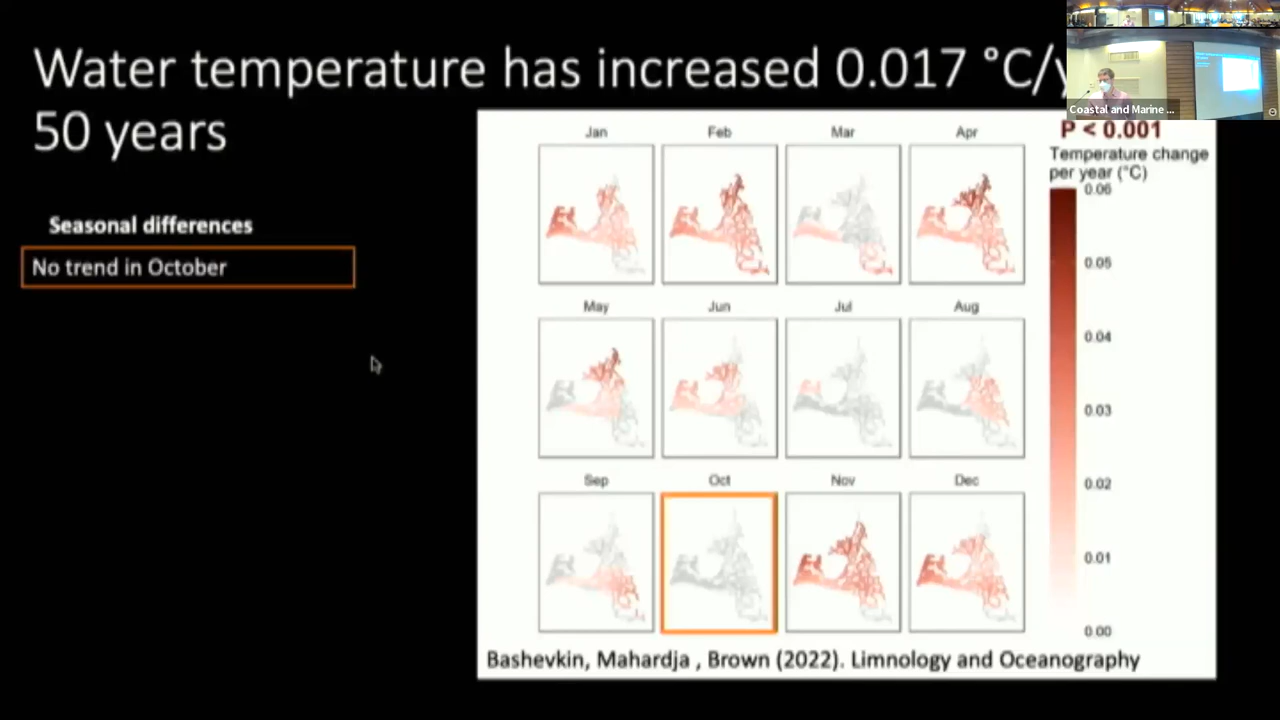 Water temperature has increased 0.017 °C/y
50 years
Seasonal differences
No trend in October
Jan Feb Mar Apr
May Jun Jul Aug
Sep Oct Nov Dec
P < 0.001
Temperature change
per year (°C)
0.06
0.05
0.04
0.03
0.02
0.01
0.00
Bashevkin, Mahardja , Brown (2022). Limnology and Oceanography
Coastal and Marine ...